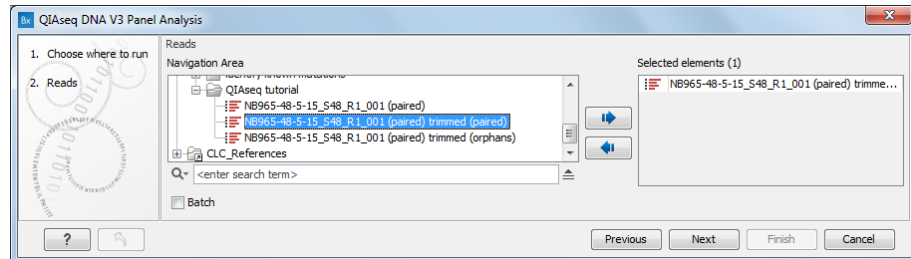 Bx QIAseq DNA V3 Panel Analysis
X
1. Choose where to run
2. Reads
Reads
Navigation Area
QIAseq tutorial
NB965-48-5-15_S48_R1_001 (paired)
NB965-48-5-15_S48_R1_001 (paired) trimmed (paired)
NB965-48-5-15_S48_R1_001 (paired) trimmed (orphans)
CLC_References
<enter search term>
Batch
Selected elements (1)
NB965-48-5-15_S48_R1_001 (paired) trimme...
?
Previous
Next
Finish
Cancel